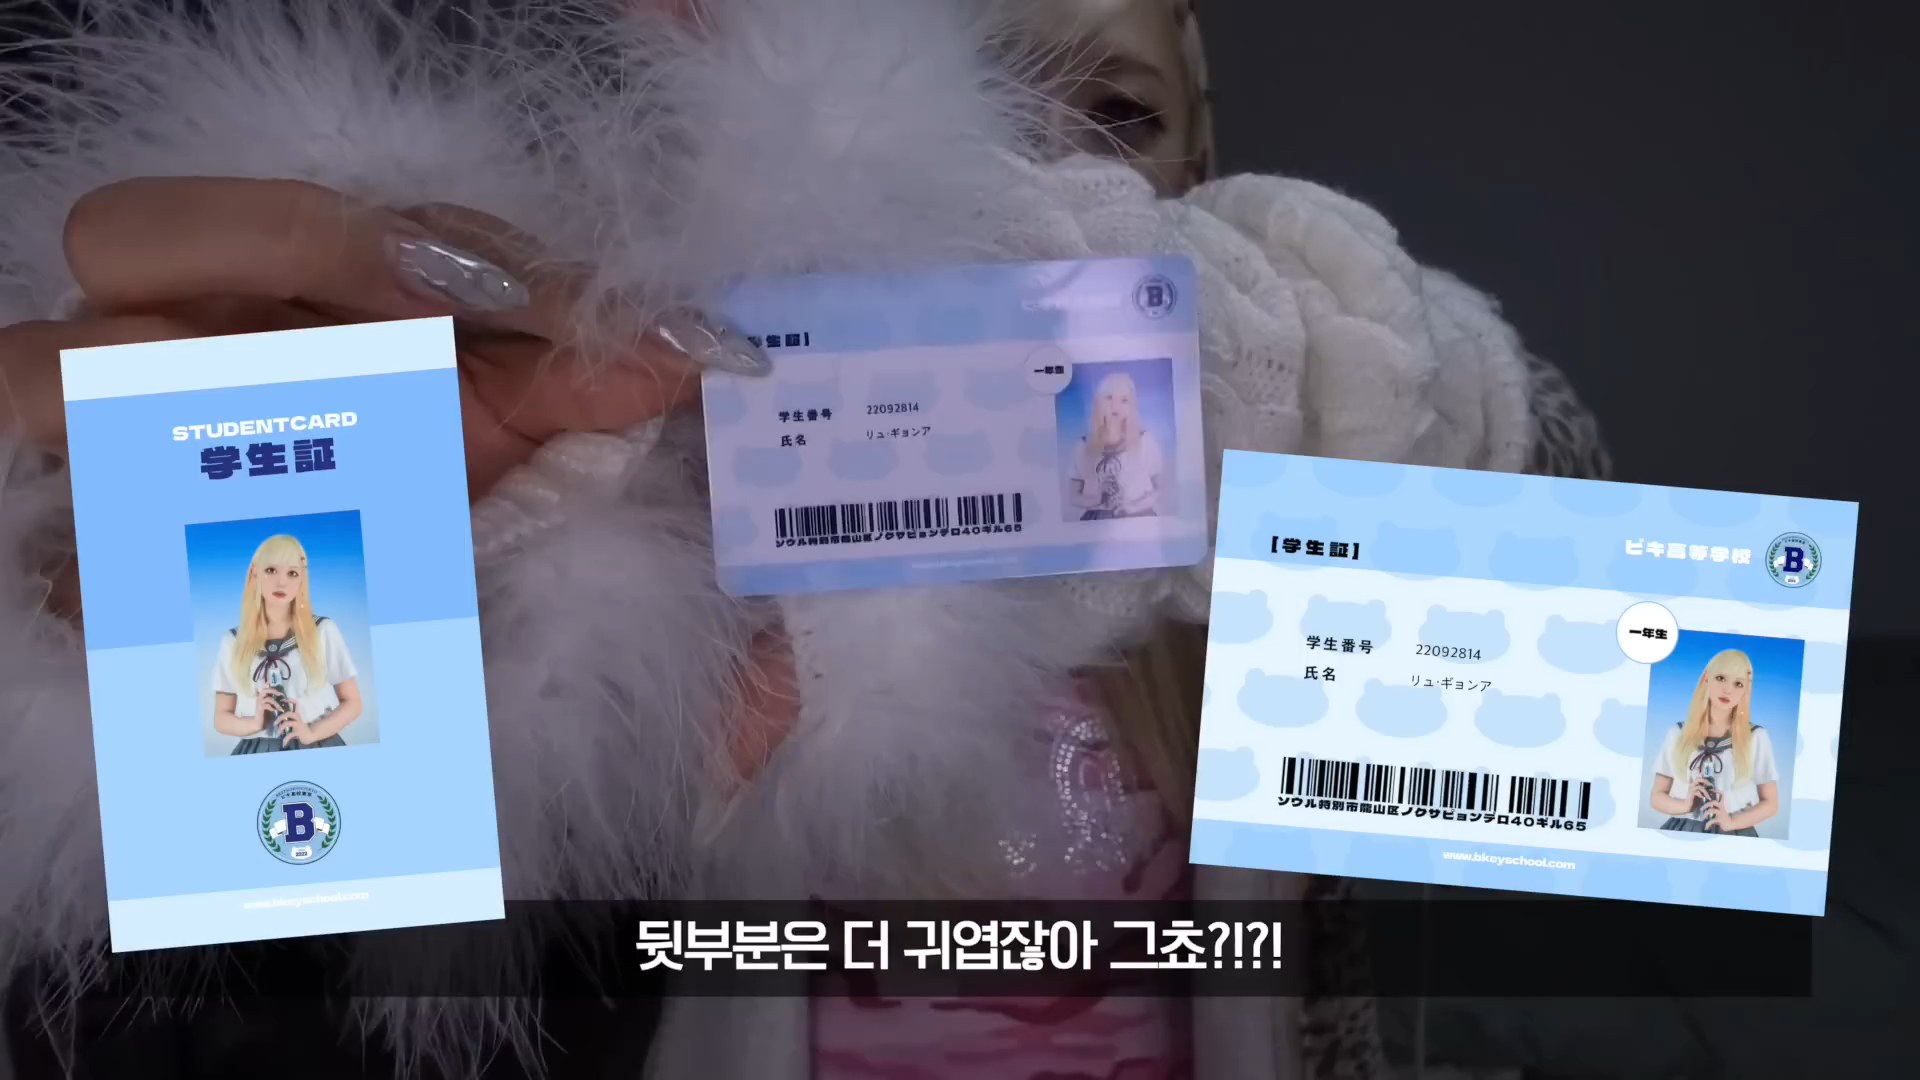 STUDENTCARD
学生証
B
2022
www.bkeyschool.com
学生証]
B
一年生
学生番号 22092814
氏名 リュ·ギョンア
ソウル特別市龍山区ノクサピョンデロ40ギル65
[学生証]
ビキ高等学校
B
一年生
学生番号 22092814
氏名 リュ·ギョンア
ソウル特別市龍山区ノクサピョンデロ40ギル65
www.bkeyschool.com
뒷부분은 더 귀엽잖아 그쵸?!?!